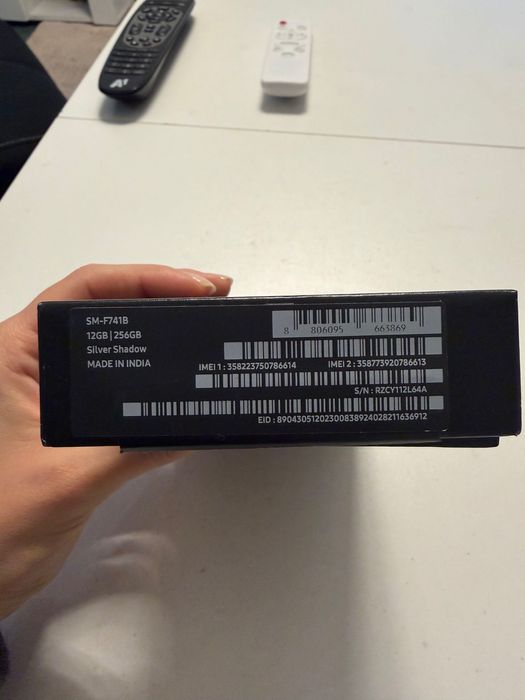 A1
SM-F741B
12GB | 256GB
Silver Shadow
MADE IN INDIA
8 806095 663869
IMEI 1 : 358223750786614 IMEI 2 : 358773920786613
S/N : RZCY112L64A
EID : 89043051202300838924028211636912